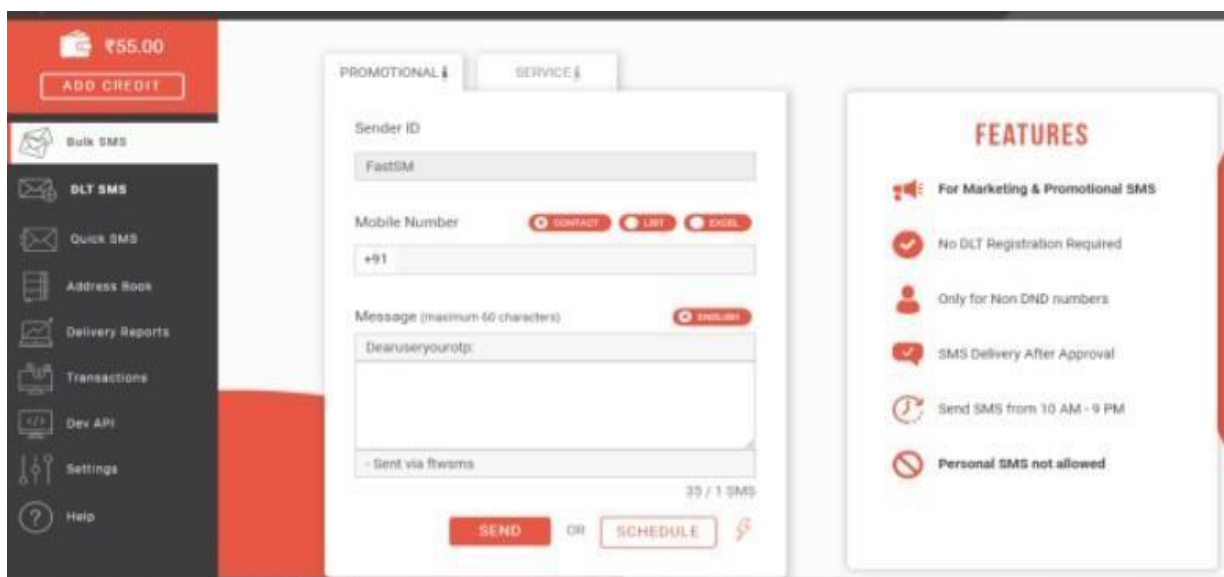 ₹55.00
ADD CREDIT
Bulk SMS
DLT SMS
Quick SMS
Address Book
Delivery Reports
Transactions
Dev API
Settings
Help
PROMOTIONAL
SERVICE
Sender ID
FastSM
Mobile Number
CONTACT
LIST
EXCEL
+91
Message (maximum 60 characters)
ENGLISH
Dearuseryourotp:
- Sent via ftwsms
35 / 1 SMS
SEND
OR
SCHEDULE
FEATURES
For Marketing & Promotional SMS
No DLT Registration Required
Only for Non DND numbers
SMS Delivery After Approval
Send SMS from 10 AM - 9 PM
Personal SMS not allowed